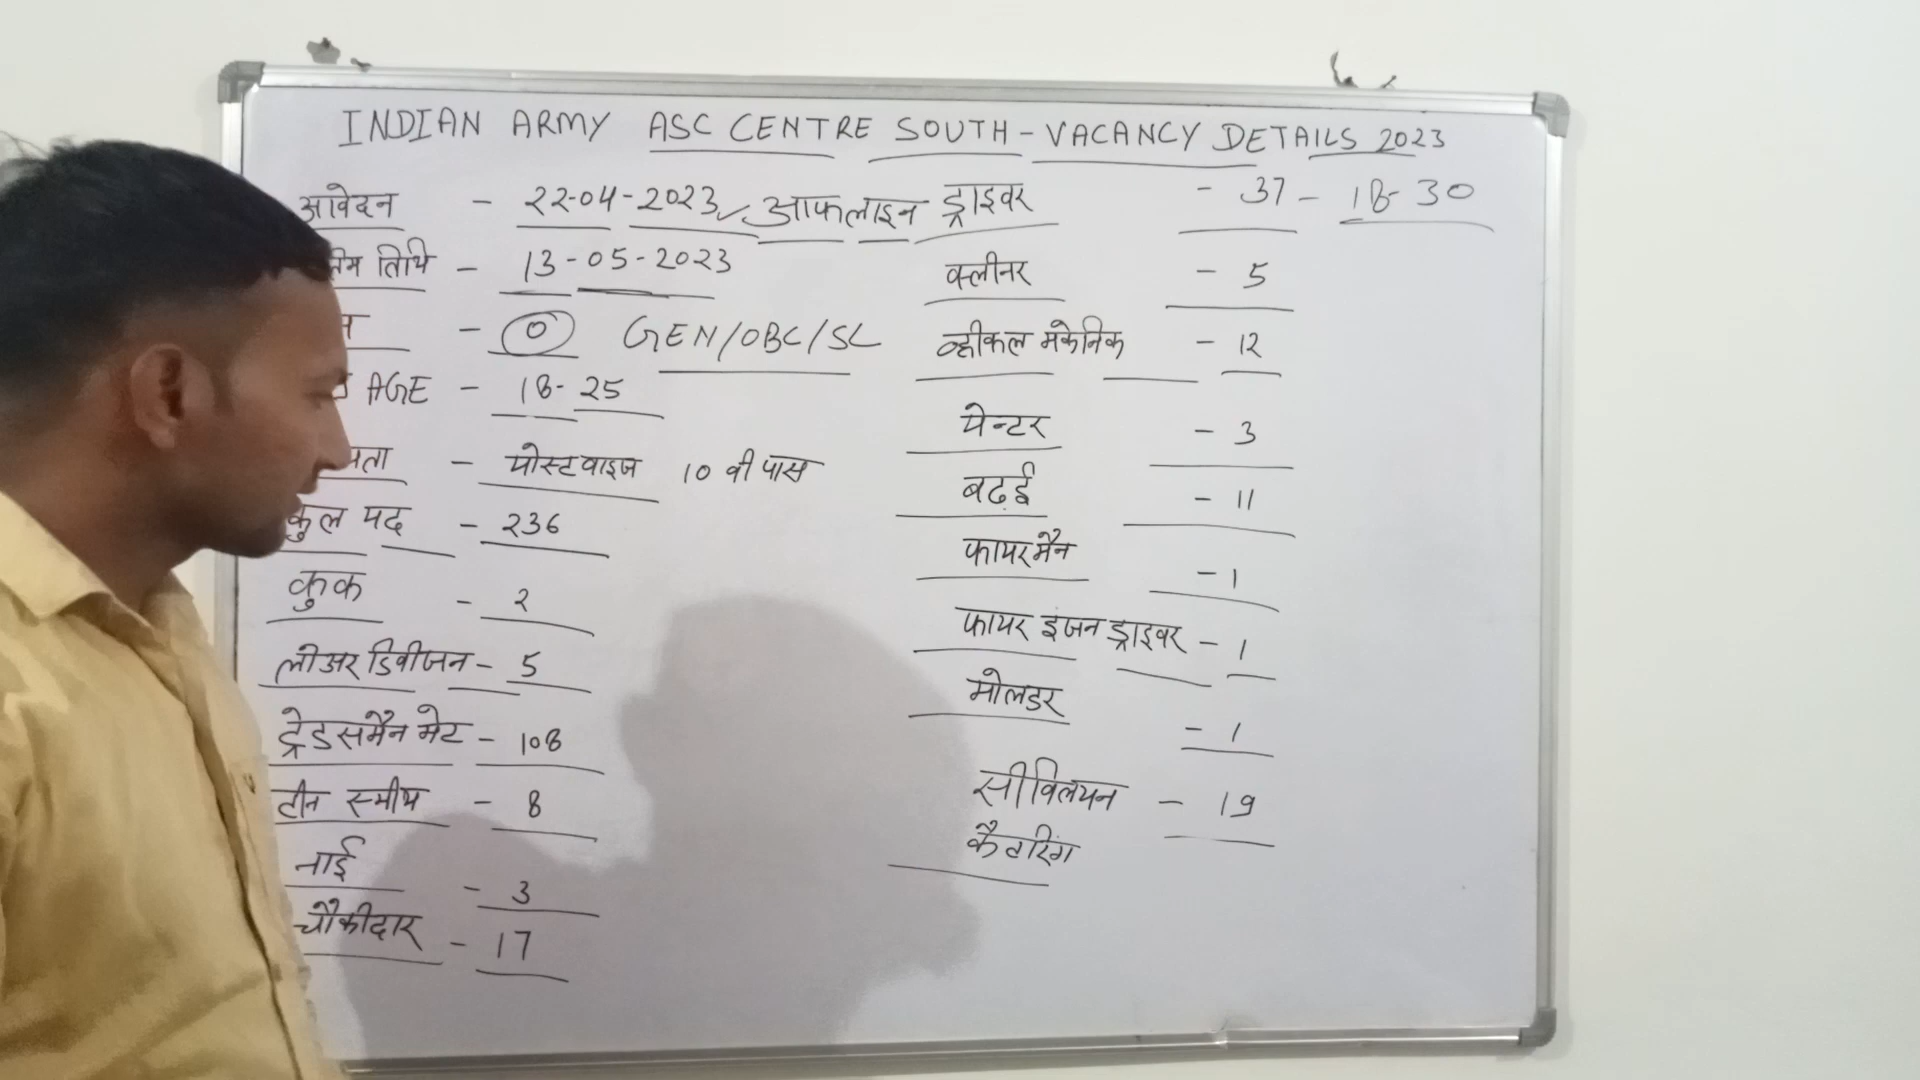 INDIAN ARMY ASC CENTRE SOUTH - VACANCY DETAILS 2023
आवेदन - 22-04-2023 आफलाइन
तिथि - 13-05-2023
- 0 GEN/OBC/SC
AGE - 18-25
- पोस्ट वाइज 10 वी पास
कुल पद - 236
कुक - 2
लोअर डिवीजन - 5
ट्रेडसमैन मेट - 108
टीन स्मीथ - 8
नाई - 3
चौकीदार - 17
ड्राइवर - 37 - 18-30
क्लीनर - 5
व्हीकल मकेनिक - 12
पेन्टर - 3
बढ़ई - 11
फायरमैन - 1
फायर इंजन ड्राइवर - 1
मोलडर - 1
सीविलयन - 19
कैटरिंग